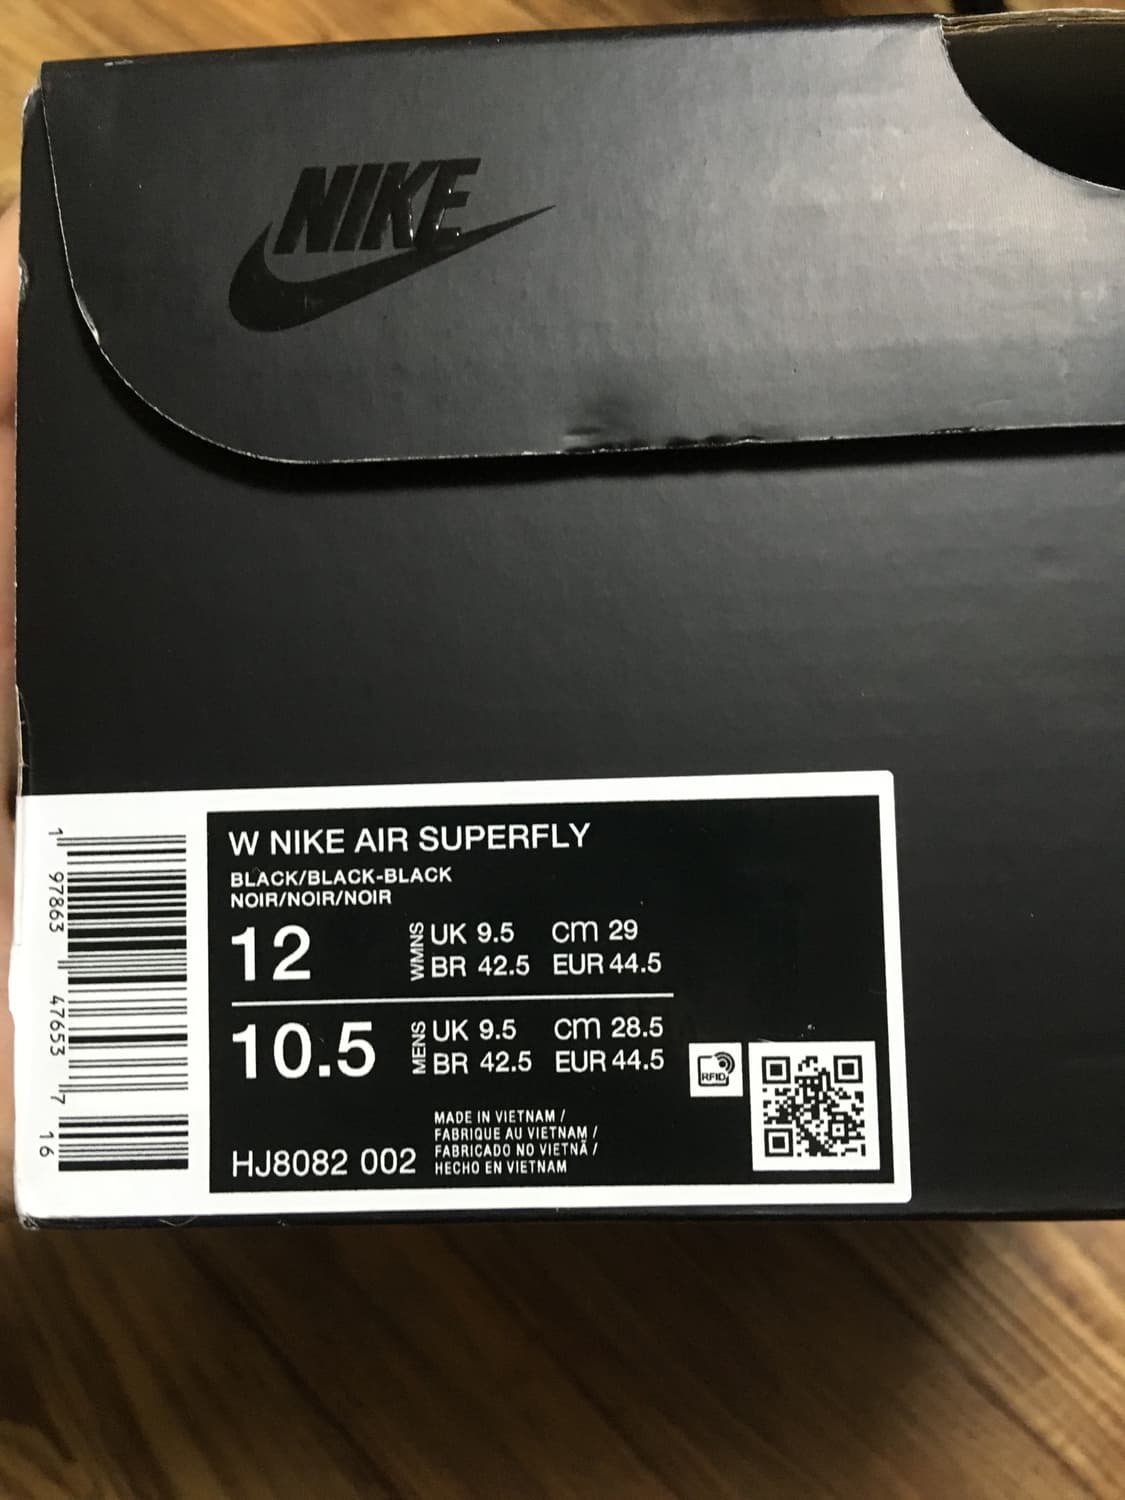 NIKE
W NIKE AIR SUPERFLY
BLACK/BLACK-BLACK
NOIR/NOIR/NOIR
12 WMNS UK 9.5 CM 29
BR 42.5 EUR 44.5
10.5 MENS UK 9.5 CM 28.5
BR 42.5 EUR 44.5
RFID
MADE IN VIETNAM /
FABRIQUE AU VIETNAM /
FABRICADO NO VIETNÃ /
HECHO EN VIETNAM
HJ8082 002
1 97863 47653 7 16